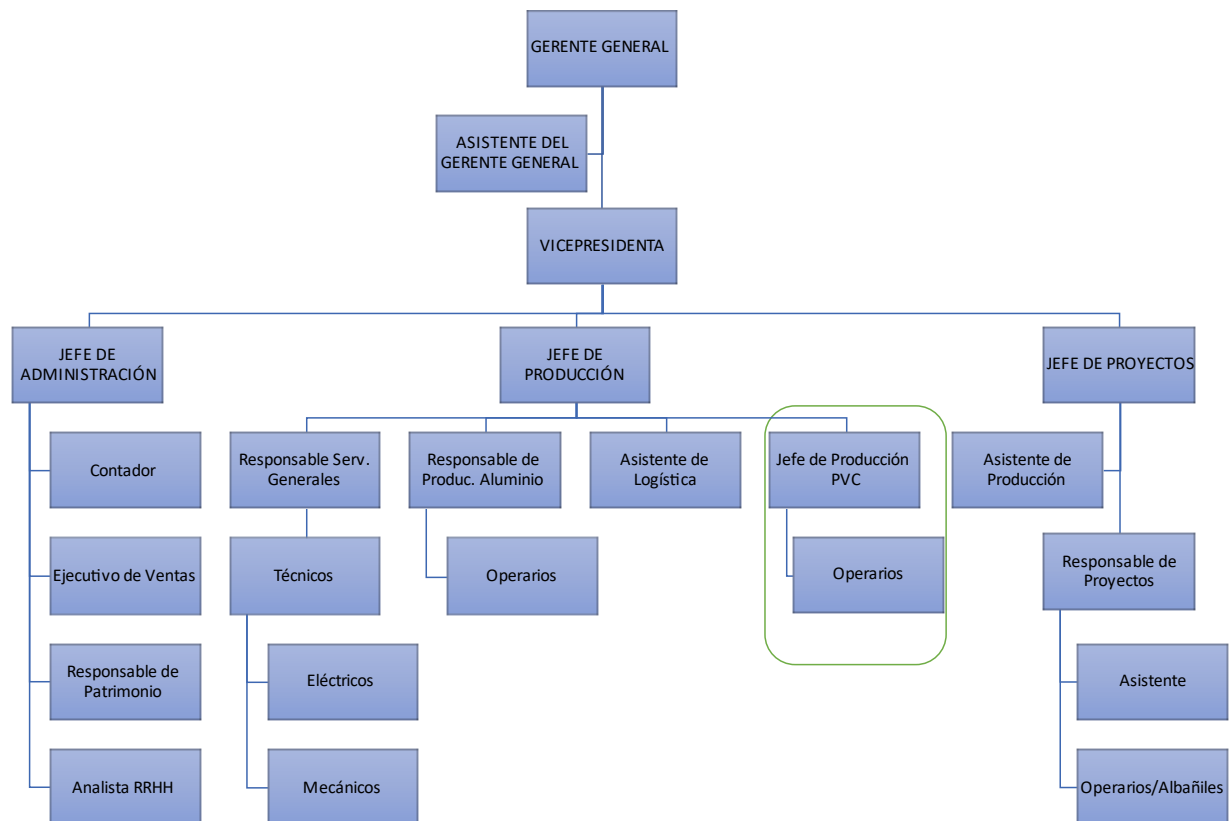 GERENTE GENERAL
ASISTENTE DEL
GERENTE GENERAL
VICEPRESIDENTA
JEFE DE
ADMINISTRACIÓN
JEFE DE
PRODUCCIÓN
JEFE DE PROYECTOS
Contador
Responsable Serv.
Generales
Responsable de
Produc. Aluminio
Asistente de
Logística
Jefe de Producción
PVC
Asistente de
Producción
Ejecutivo de Ventas
Técnicos
Operarios
Operarios
Responsable de
Proyectos
Responsable de
Patrimonio
Eléctricos
Asistente
Analista RRHH
Mecánicos
Operarios/Albañiles